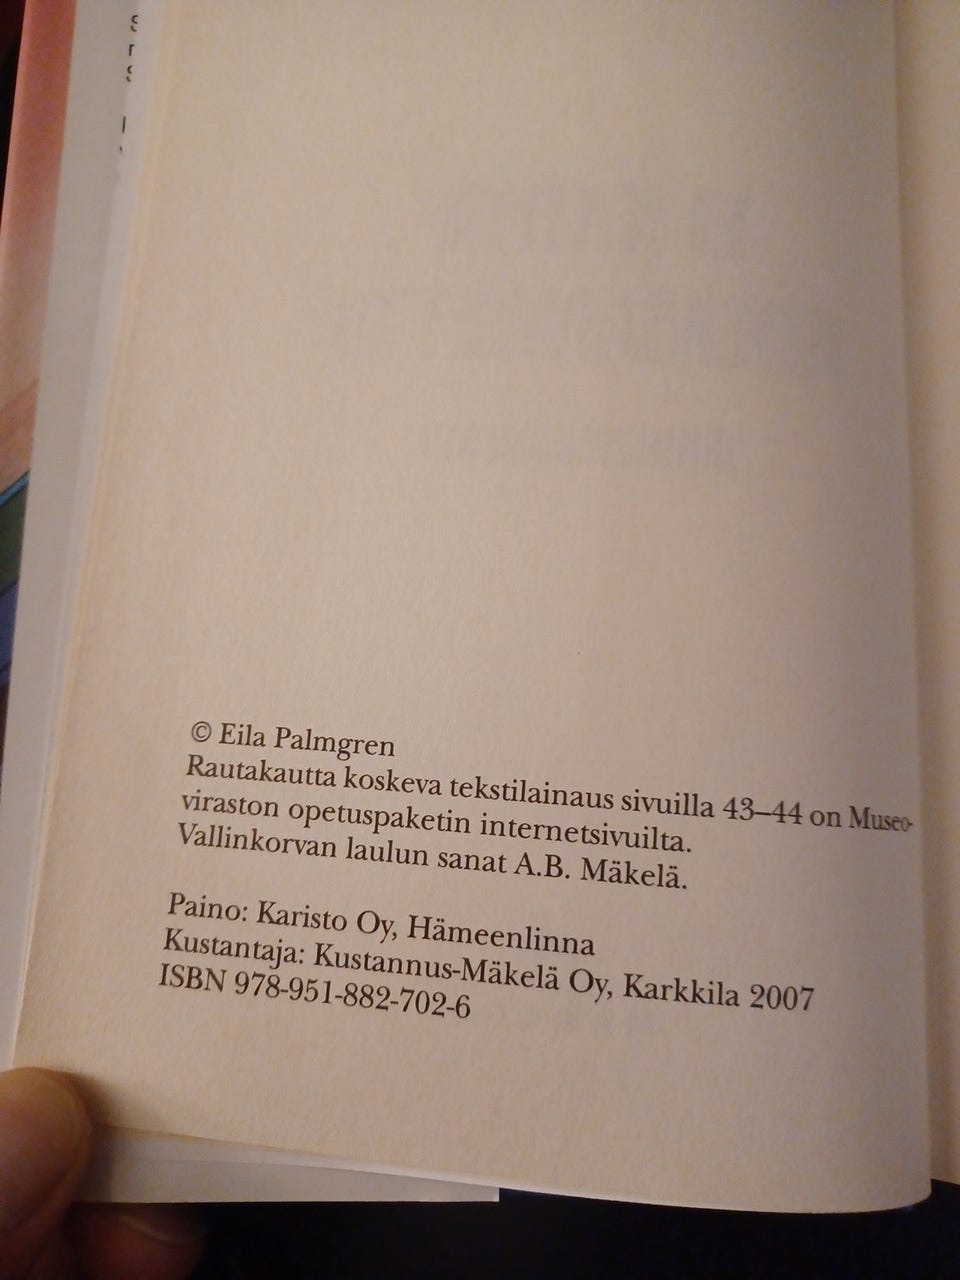 © Eila Palmgren
Rautakautta koskeva tekstilainaus sivuilla 43–44 on Museo-
viraston opetuspaketin internetsivuilta.
Vallinkorvan laulun sanat A.B. Mäkelä.
Paino: Karisto Oy, Hämeenlinna
Kustantaja: Kustannus-Mäkelä Oy, Karkkila 2007
ISBN 978-951-882-702-6